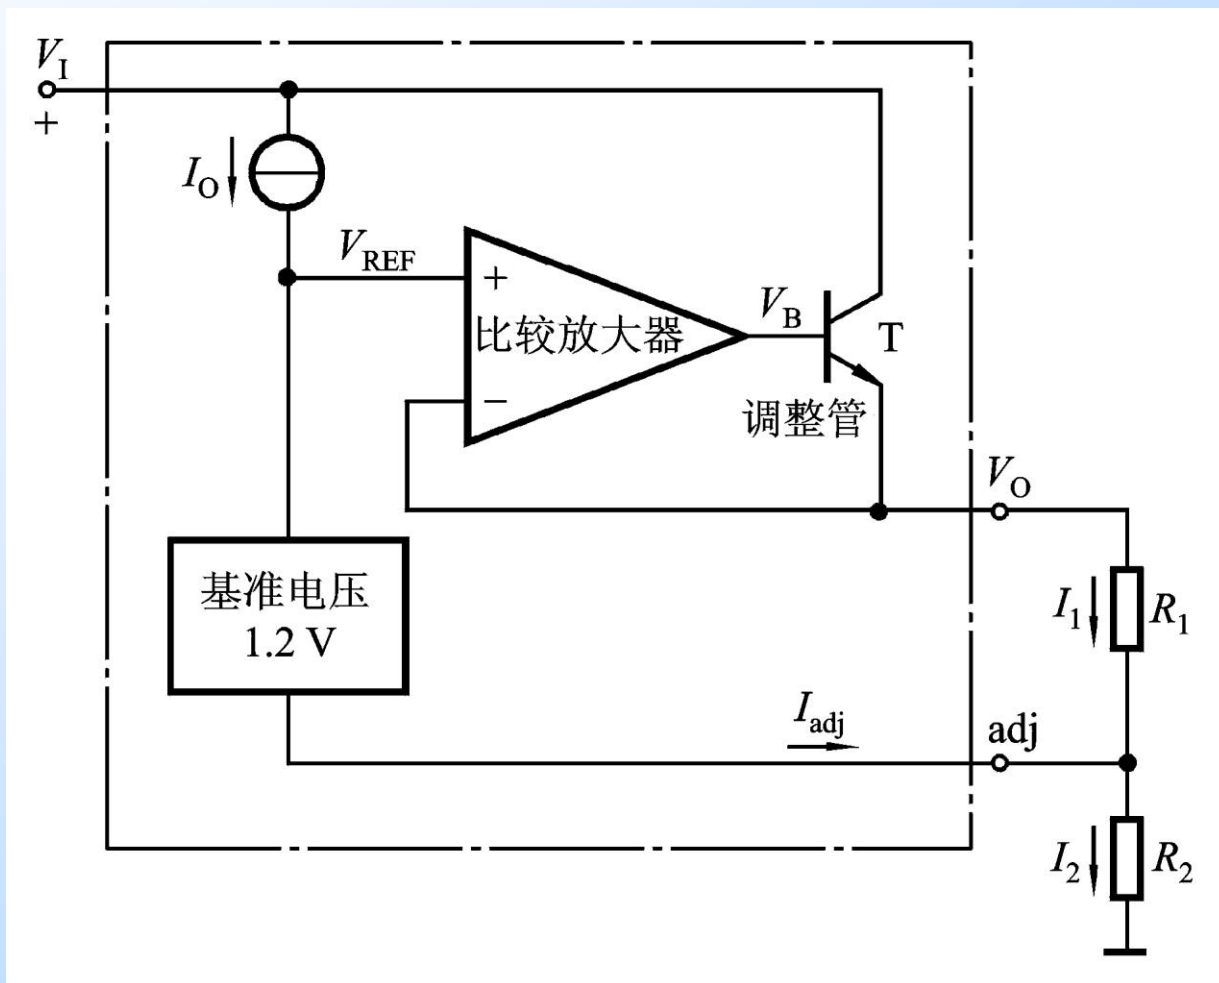 V_I
+
I_O
V_REF
+
比较放大器
−
V_B
T
调整管
V_O
基准电压
1.2 V
I_1
R_1
I_adj
adj
I_2
R_2